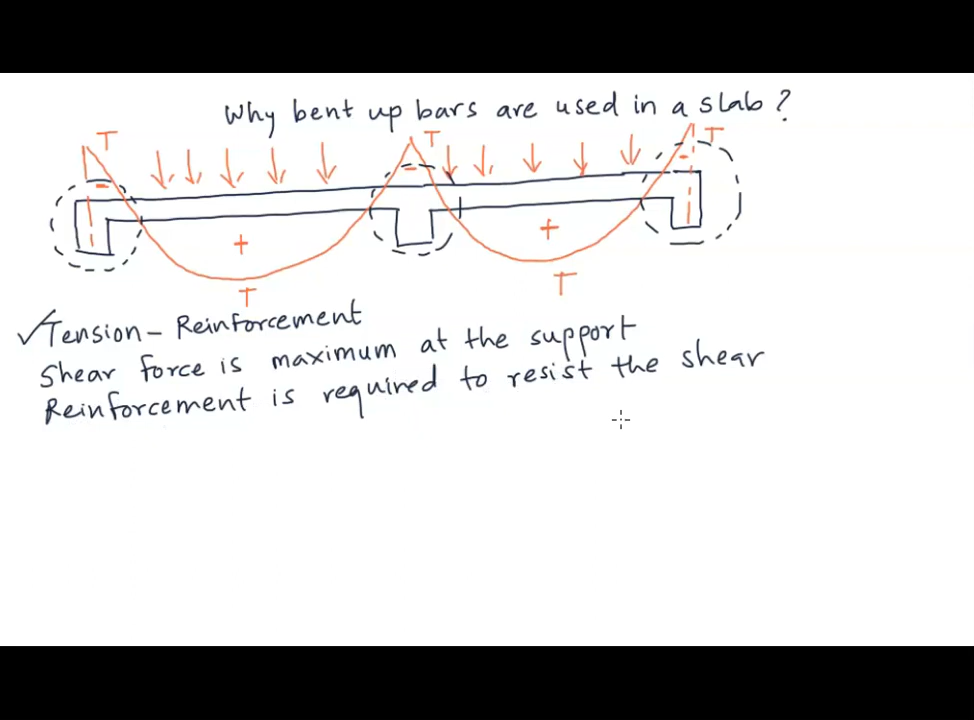 Why bent up bars are used in a slab?
T T T
- - -
+ +
T T
✓Tension - Reinforcement
Shear force is maximum at the support
Reinforcement is required to resist the shear